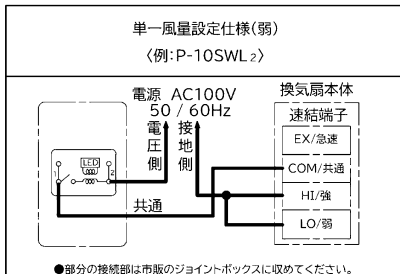 単一風量設定仕様(弱)
〈例:P-10SWL₂〉
電源 AC100V
50／60Hz
換気扇本体
速結端子
電圧側
接地側
LED
1
2
EX/急速
COM/共通
HI/強
LO/弱
共通
●部分の接続部は市販のジョイントボックスに収めてください。